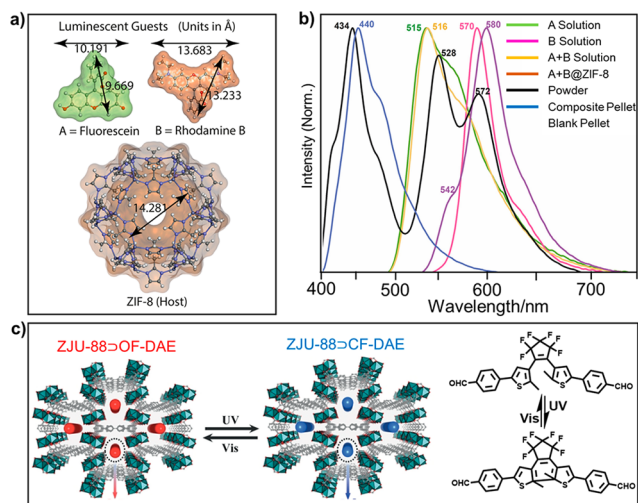 a)
Luminescent Guests (Units in Å)
10.191
9.669
13.683
13.233
A = Fluorescein B = Rhodamine B
14.281
ZIF-8 (Host)
b)
Intensity (Norm.)
434
440
515
516
528
570
580
572
542
A Solution
B Solution
A+B Solution
A+B@ZIF-8
Powder
Composite Pellet
Blank Pellet
400 500 600 700
Wavelength/nm
c)
ZJU-88⊃OF-DAE
UV
Vis
ZJU-88⊃CF-DAE
F F F F F F
OHC S S CHO
Vis UV
F F F F F F
OHC S S CHO